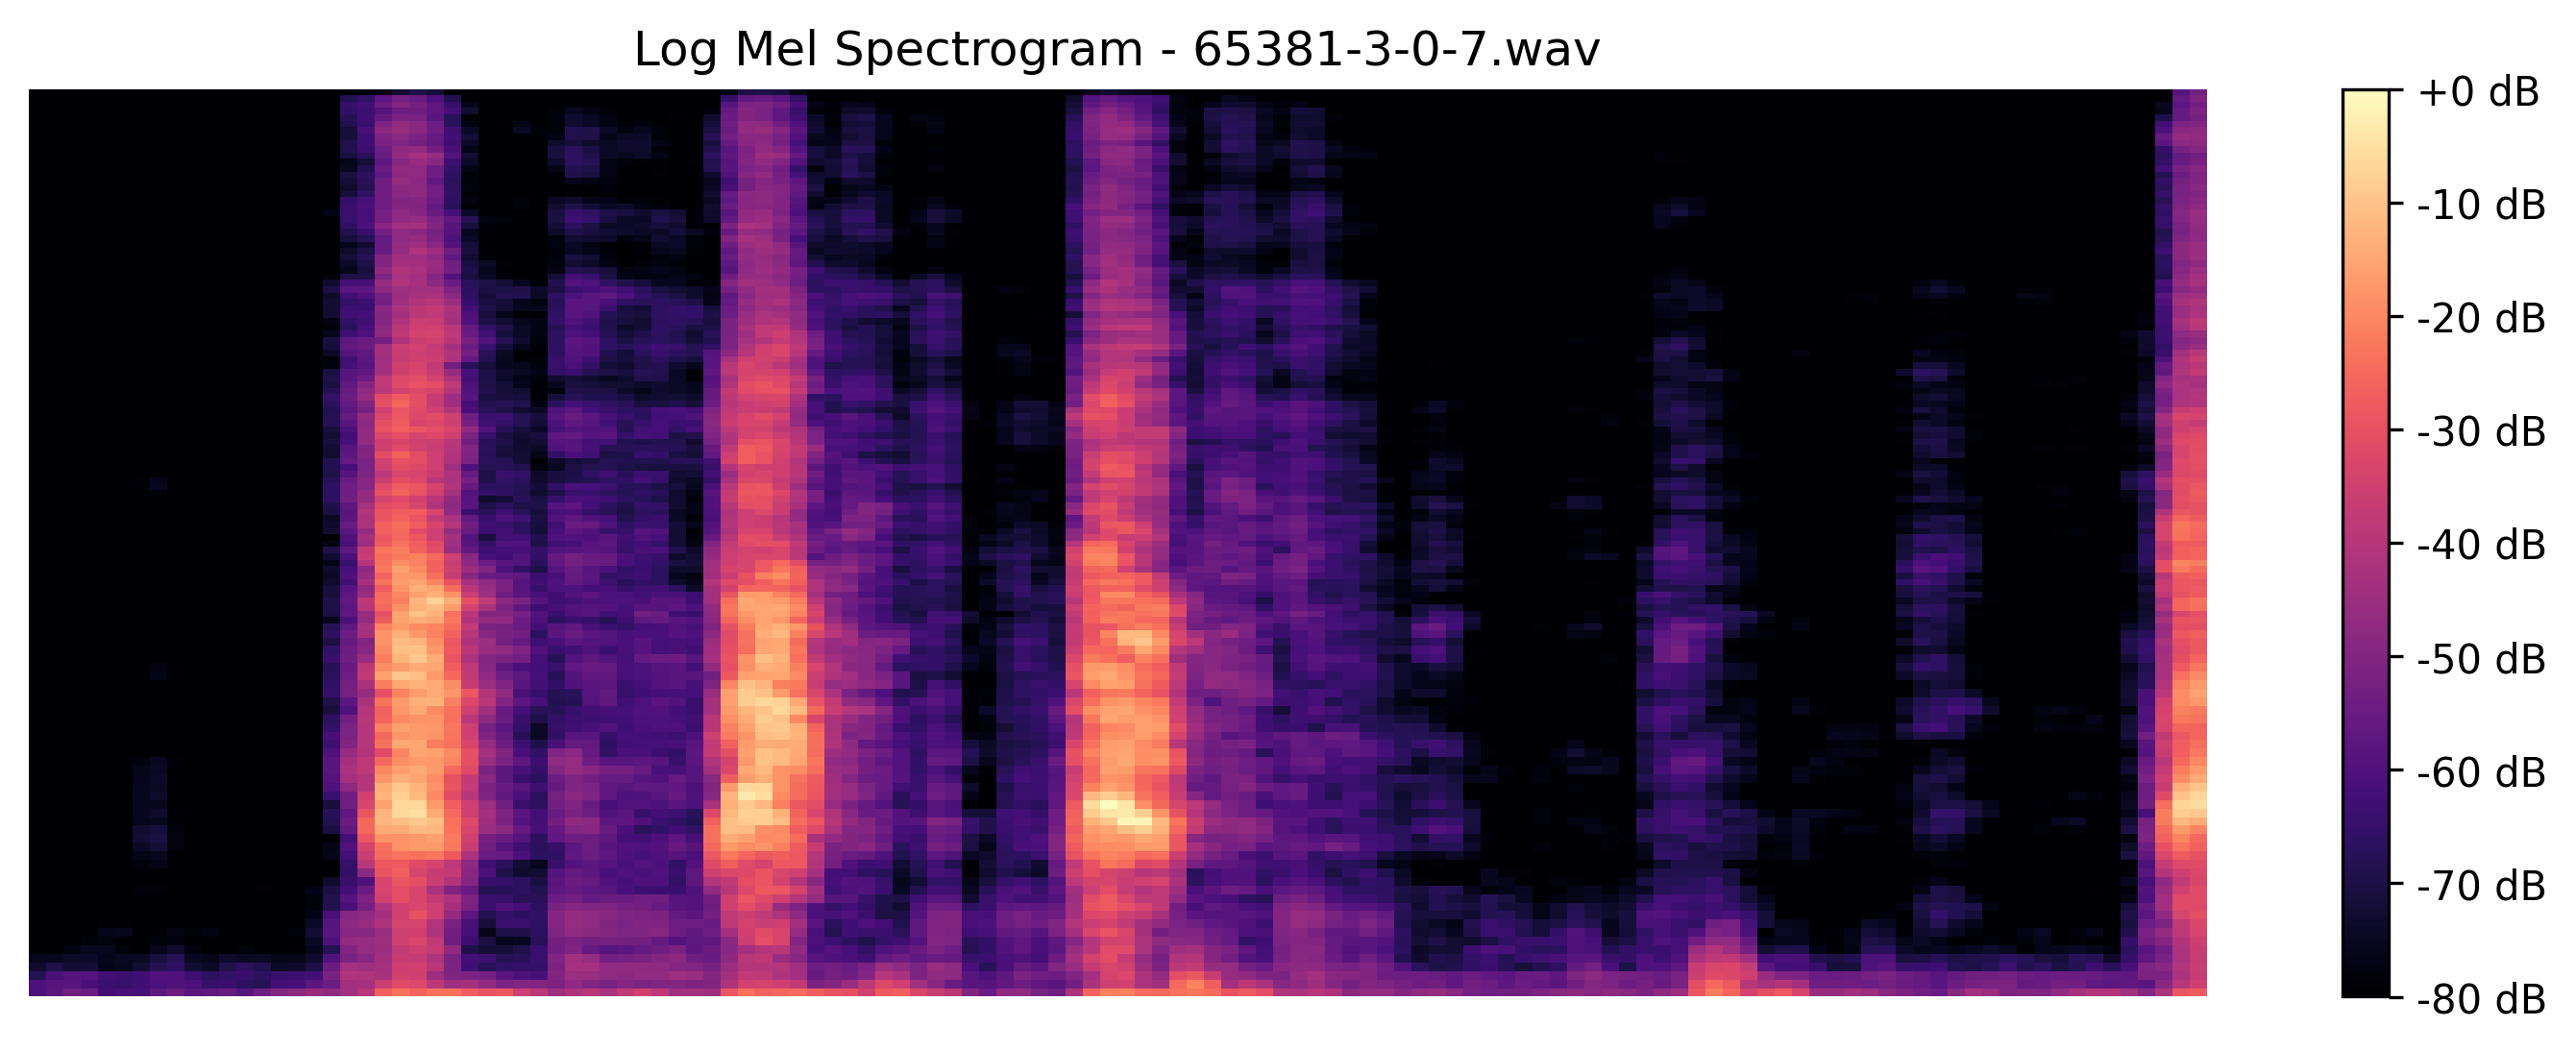 Log Mel Spectrogram - 65381-3-0-7.wav
+0 dB
-10 dB
-20 dB
-30 dB
-40 dB
-50 dB
-60 dB
-70 dB
-80 dB